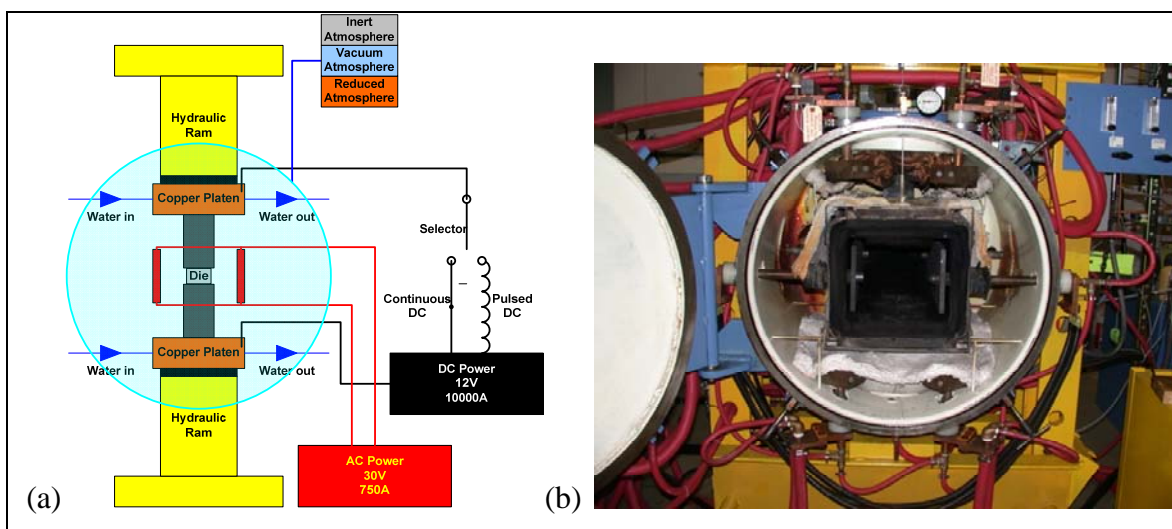 Inert
Atmosphere
Vacuum
Atmosphere
Reduced
Atmosphere
Hydraulic
Ram
Copper Platen
Water in
Water out
Selector
Die
Continuous
DC
Pulsed
DC
Copper Platen
Water in
Water out
DC Power
12V
10000A
Hydraulic
Ram
AC Power
30V
750A
(a)
(b)